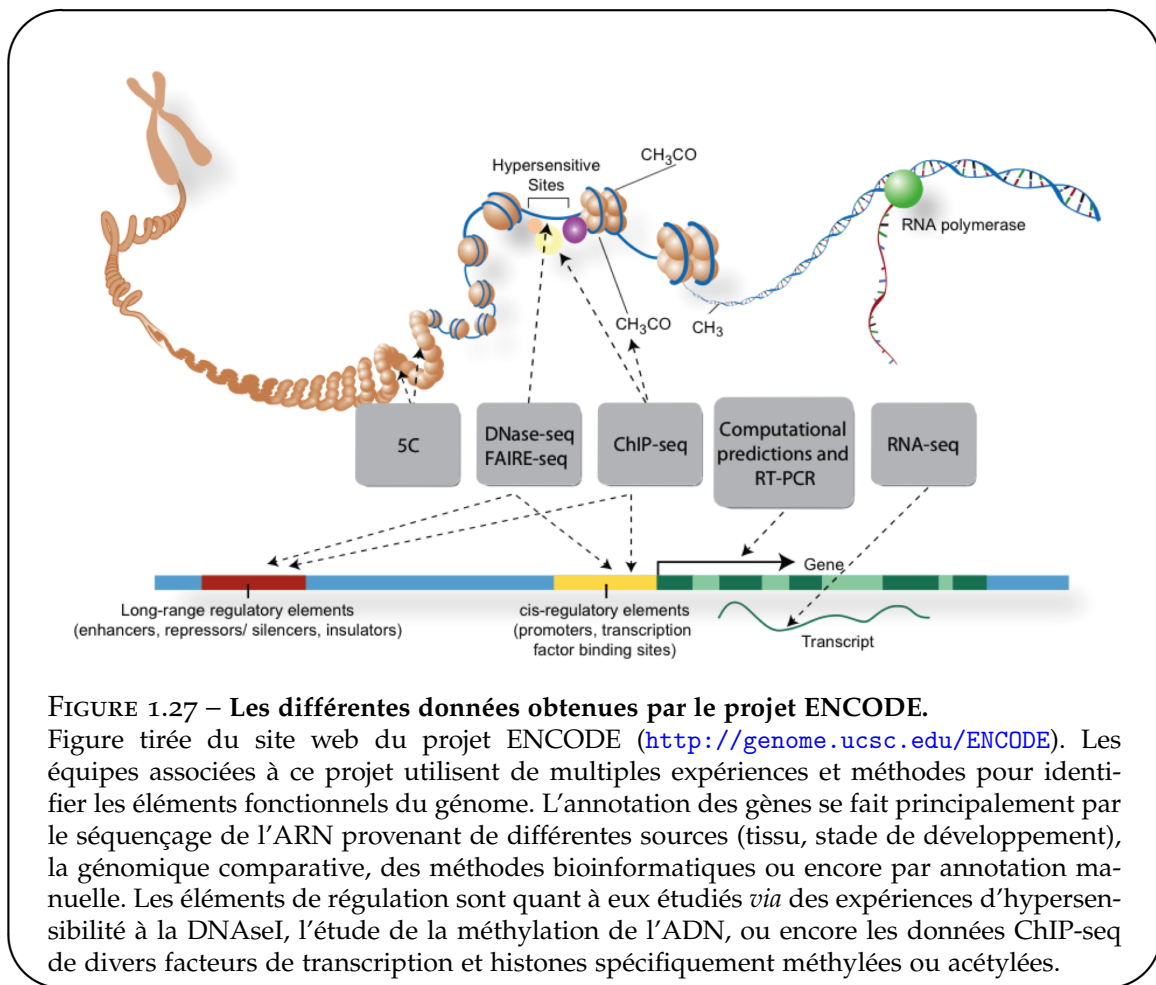 Hypersensitive
Sites
CH₃CO
RNA polymerase
CH₃CO
CH₃
5C
DNase-seq
FAIRE-seq
ChIP-seq
Computational
predictions and
RT-PCR
RNA-seq
Gene
Long-range regulatory elements
(enhancers, repressors/ silencers, insulators)
cis-regulatory elements
(promoters, transcription
factor binding sites)
Transcript
FIGURE 1.27 – Les différentes données obtenues par le projet ENCODE.
Figure tirée du site web du projet ENCODE (http://genome.ucsc.edu/ENCODE). Les
équipes associées à ce projet utilisent de multiples expériences et méthodes pour identi-
fier les éléments fonctionnels du génome. L'annotation des gènes se fait principalement par
le séquençage de l'ARN provenant de différentes sources (tissu, stade de développement),
la génomique comparative, des méthodes bioinformatiques ou encore par annotation ma-
nuelle. Les éléments de régulation sont quant à eux étudiés via des expériences d'hypersen-
sibilité à la DNAseI, l'étude de la méthylation de l'ADN, ou encore les données ChIP-seq
de divers facteurs de transcription et histones spécifiquement méthylées ou acétylées.